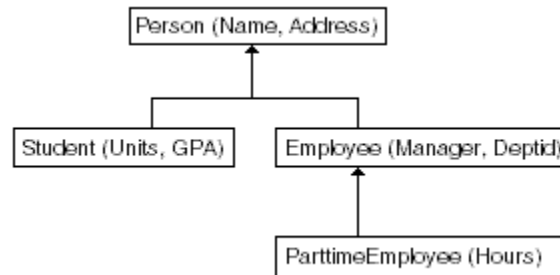 Person (Name, Address)
Student (Units, GPA)
Employee (Manager, Deptid)
ParttimeEmployee (Hours)